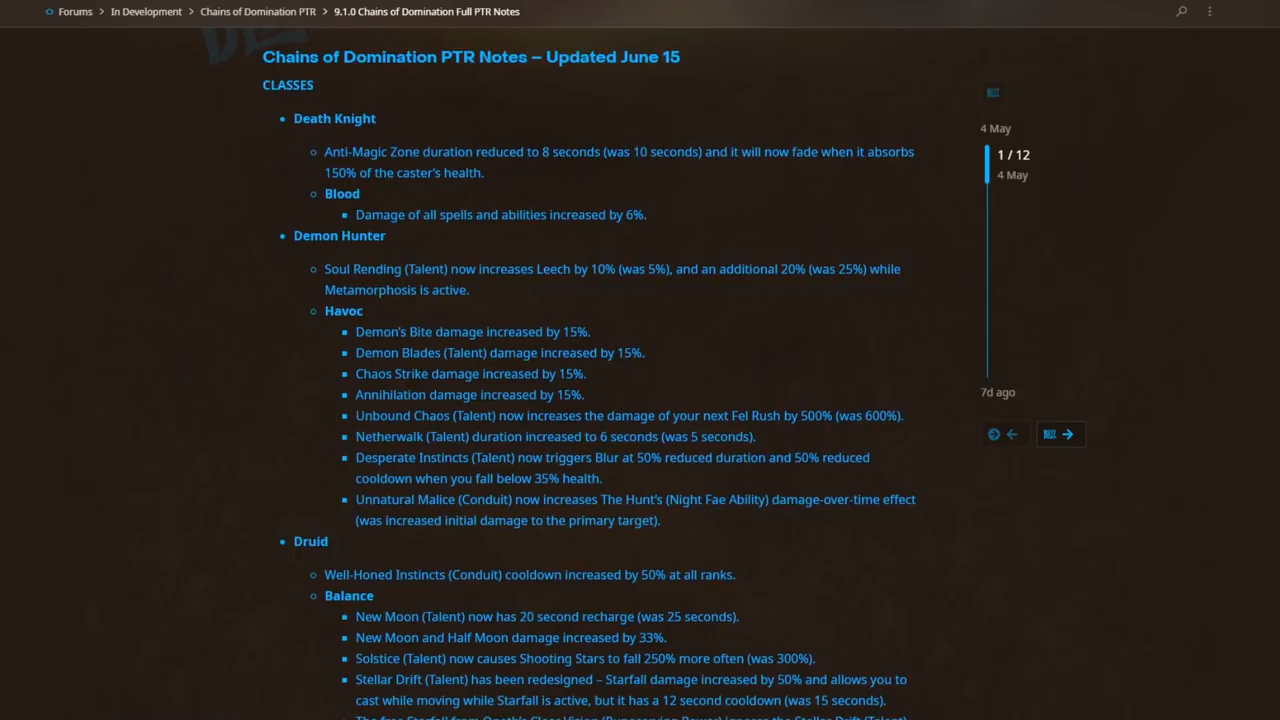 Forums > In Development > Chains of Domination PTR > 9.1.0 Chains of Domination Full PTR Notes
Chains of Domination PTR Notes – Updated June 15
CLASSES
Death Knight
Anti-Magic Zone duration reduced to 8 seconds (was 10 seconds) and it will now fade when it absorbs
150% of the caster's health.
Blood
Damage of all spells and abilities increased by 6%.
Demon Hunter
Soul Rending (Talent) now increases Leech by 10% (was 5%), and an additional 20% (was 25%) while
Metamorphosis is active.
Havoc
Demon's Bite damage increased by 15%.
Demon Blades (Talent) damage increased by 15%.
Chaos Strike damage increased by 15%.
Annihilation damage increased by 15%.
Unbound Chaos (Talent) now increases the damage of your next Fel Rush by 500% (was 600%).
Netherwalk (Talent) duration increased to 6 seconds (was 5 seconds).
Desperate Instincts (Talent) now triggers Blur at 50% reduced duration and 50% reduced
cooldown when you fall below 35% health.
Unnatural Malice (Conduit) now increases The Hunt's (Night Fae Ability) damage-over-time effect
(was increased initial damage to the primary target).
Druid
Well-Honed Instincts (Conduit) cooldown increased by 50% at all ranks.
Balance
New Moon (Talent) now has 20 second recharge (was 25 seconds).
New Moon and Half Moon damage increased by 33%.
Solstice (Talent) now causes Shooting Stars to fall 250% more often (was 300%).
Stellar Drift (Talent) has been redesigned – Starfall damage increased by 50% and allows you to
cast while moving while Starfall is active, but it has a 12 second cooldown (was 15 seconds).
4 May
1 / 12
4 May
7d ago